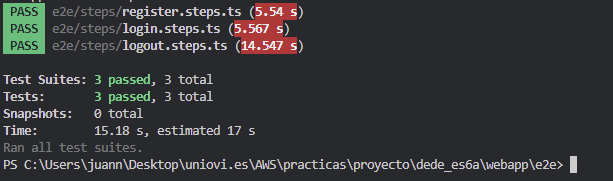 PASS e2e/steps/register.steps.ts (5.54 s)
PASS e2e/steps/login.steps.ts (5.567 s)
PASS e2e/steps/logout.steps.ts (14.547 s)
Test Suites: 3 passed, 3 total
Tests: 3 passed, 3 total
Snapshots: 0 total
Time: 15.18 s, estimated 17 s
Ran all test suites.
PS C:\Users\juann\Desktop\uniovi.es\AWS\practicas\proyecto\dede_es6a\webapp\e2e>